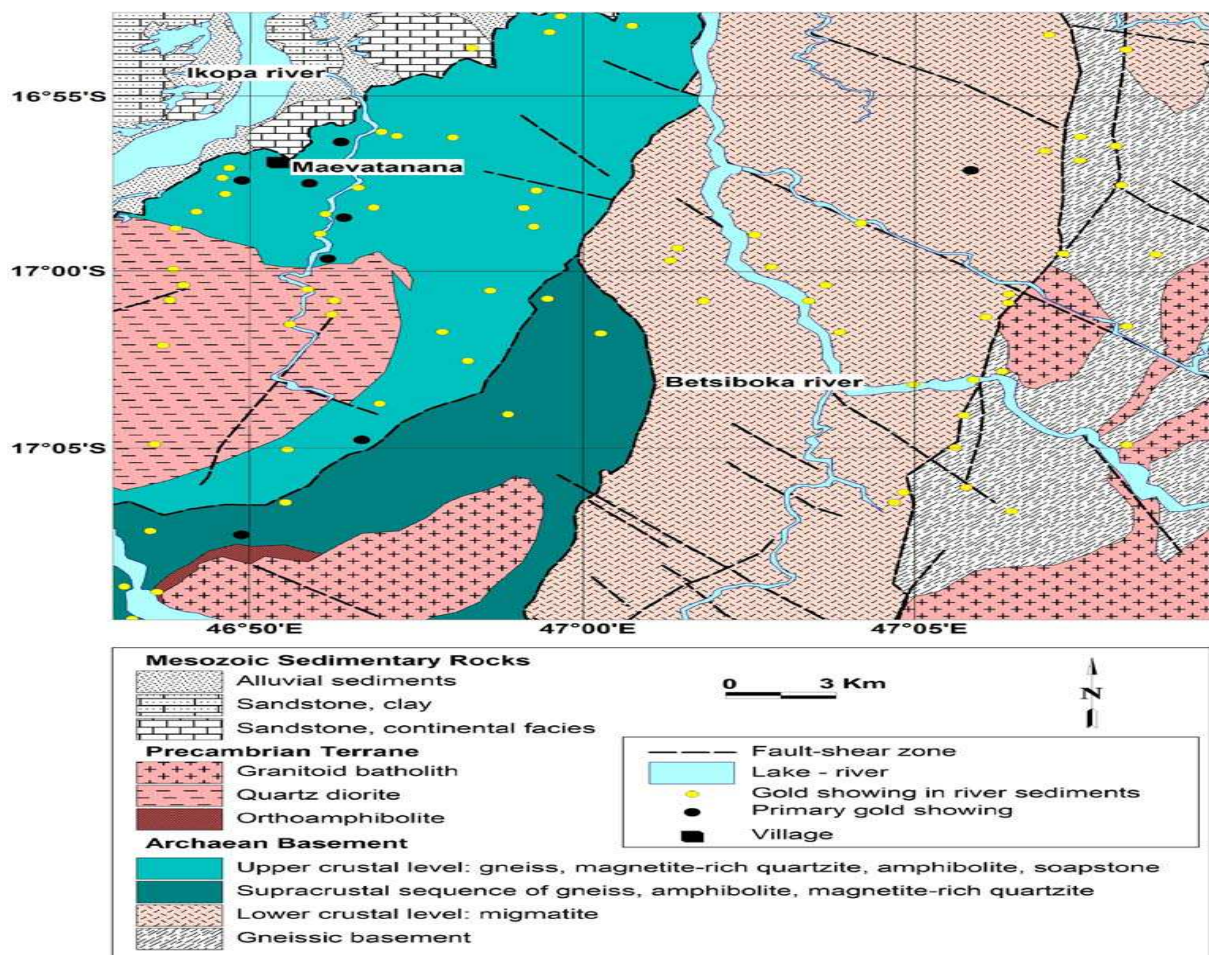 Ikopa river
16°55'S
Maevatanana
17°00'S
Betsiboka river
17°05'S
46°50'E
47°00'E
47°05'E
Mesozoic Sedimentary Rocks
Alluvial sediments
Sandstone, clay
Sandstone, continental facies
Precambrian Terrane
Granitoid batholith
Quartz diorite
Orthoamphibolite
Archaean Basement
Upper crustal level: gneiss, magnetite-rich quartzite, amphibolite, soapstone
Supracrustal sequence of gneiss, amphibolite, magnetite-rich quartzite
Lower crustal level: migmatite
Gneissic basement
0 3 Km
N
Fault-shear zone
Lake - river
Gold showing in river sediments
Primary gold showing
Village